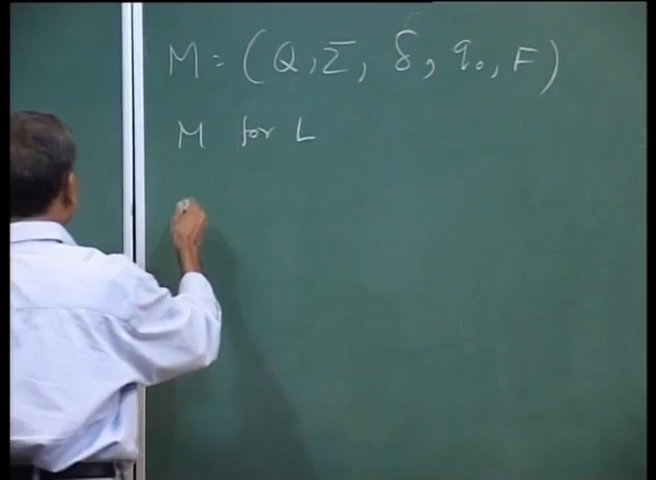 M = (Q, Σ, δ, q₀, F)
M for L